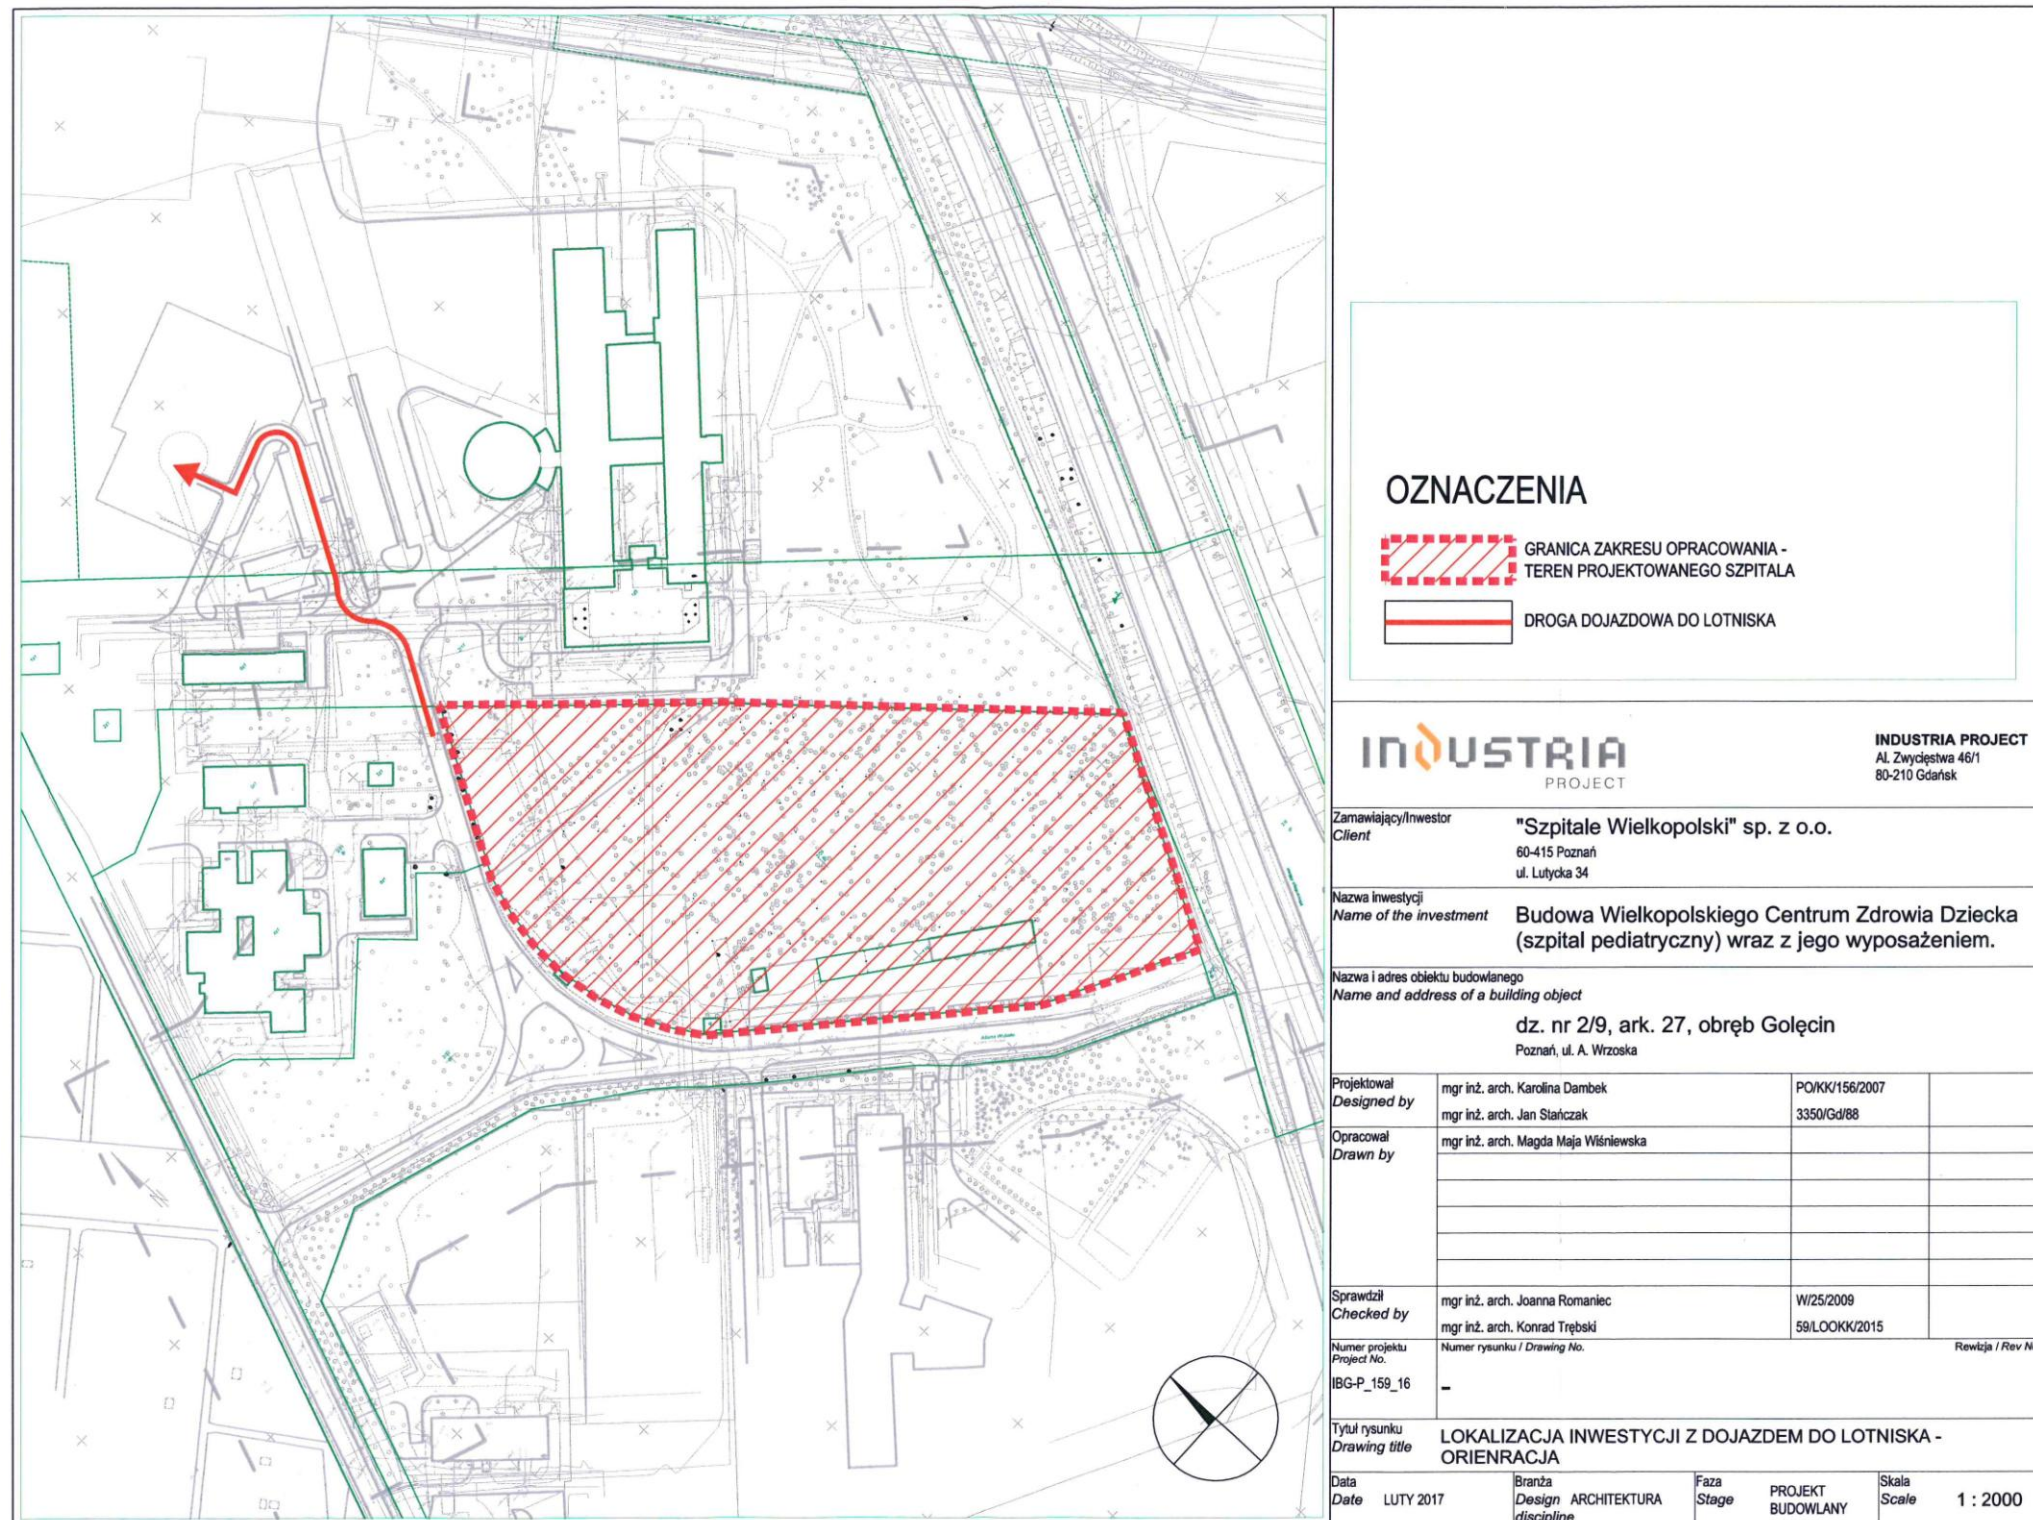 OZNACZENIA
GRANICA ZAKRESU OPRACOWANIA -
TEREN PROJEKTOWANEGO SZPITALA
DROGA DOJAZDOWA DO LOTNISKA
INDUSTRIA
PROJECT
INDUSTRIA PROJECT
Al. Zwycięstwa 46/1
80-210 Gdańsk
Zamawiający/Inwestor
Client
"Szpitale Wielkopolski" sp. z o.o.
60-415 Poznań
ul. Lutycka 34
Nazwa inwestycji
Name of the investment
Budowa Wielkopolskiego Centrum Zdrowia Dziecka
(szpital pediatryczny) wraz z jego wyposażeniem.
Nazwa i adres obiektu budowlanego
Name and address of a building object
dz. nr 2/9, ark. 27, obręb Golęcin
Poznań, ul. A. Wrzoska
Projektował
Designed by
mgr inż. arch. Karolina Dambek PO/KK/156/2007
mgr inż. arch. Jan Stańczak 3350/Gd/88
Opracował
Drawn by
mgr inż. arch. Magda Maja Wiśniewska
Sprawdził
Checked by
mgr inż. arch. Joanna Romaniec W/25/2009
mgr inż. arch. Konrad Trębski 59/LOOKK/2015
Numer projektu
Project No.
IBG-P_159_16
Numer rysunku / Drawing No.
–
Rewizja / Rev
Tytuł rysunku
Drawing title
LOKALIZACJA INWESTYCJI Z DOJAZDEM DO LOTNISKA -
ORIENRACJA
Data
Date LUTY 2017
Branża
Design ARCHITEKTURA
discipline
Faza
Stage
PROJEKT
BUDOWLANY
Skala
Scale 1 : 2000